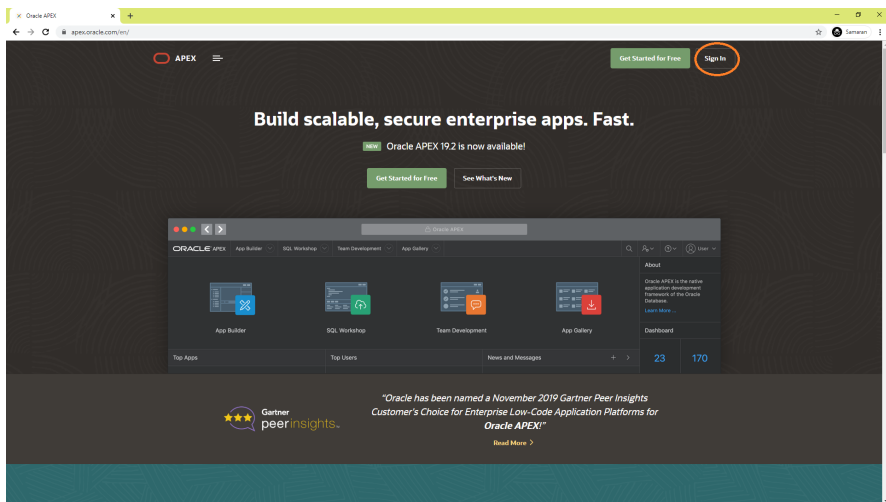 Oracle APEX
apex.oracle.com/en/
Semaran
APEX
Get Started for Free
Sign In
Build scalable, secure enterprise apps. Fast.
NEW Oracle APEX 19.2 is now available!
Get Started for Free
See What's New
Oracle APEX
ORACLE APEX App Builder SQL Workshop Team Development App Gallery User
App Builder
SQL Workshop
Team Development
App Gallery
About
Oracle APEX is the native
application development
framework of the Oracle
Database.
Learn More ...
Dashboard
Top Apps
Top Users
News and Messages
23 170
Gartner
peerinsights™
"Oracle has been named a November 2019 Gartner Peer Insights
Customer's Choice for Enterprise Low-Code Application Platforms for
Oracle APEX!"
Read More